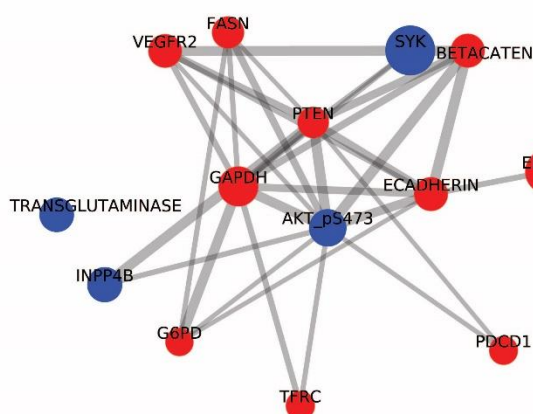 FASN
VEGFR2
SYK
BETACATEN
PTEN
GAPDH
ECADHERIN
E
TRANSGLUTAMINASE
AKT_pS473
INPP4B
G6PD
PDCD1
TFRC